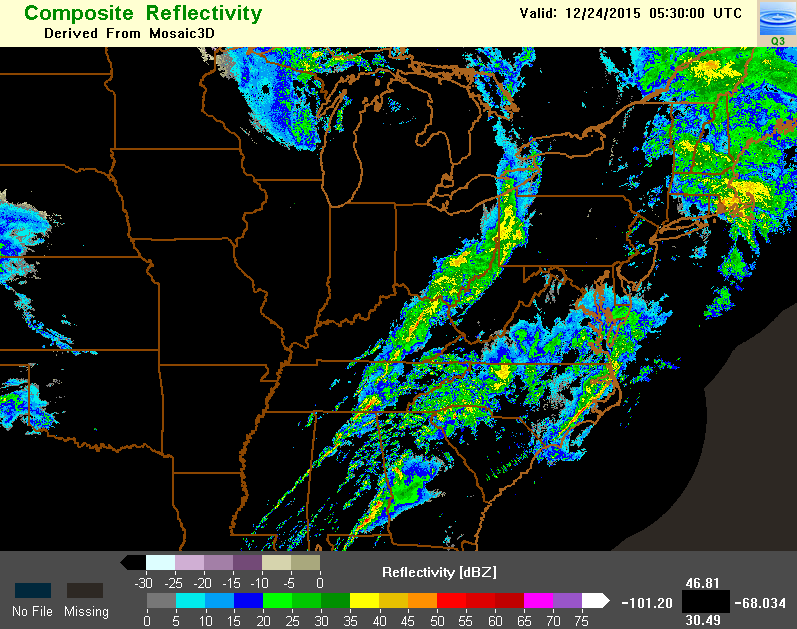 Composite Reflectivity
Derived From Mosaic3D
Valid: 12/24/2015 05:30:00 UTC
Q3
-30 -25 -20 -15 -10 -5 0
Reflectivity [dBZ]
No File
Missing
0 5 10 15 20 25 30 35 40 45 50 55 60 65 70 75
46.81
-101.20
-68.034
30.49